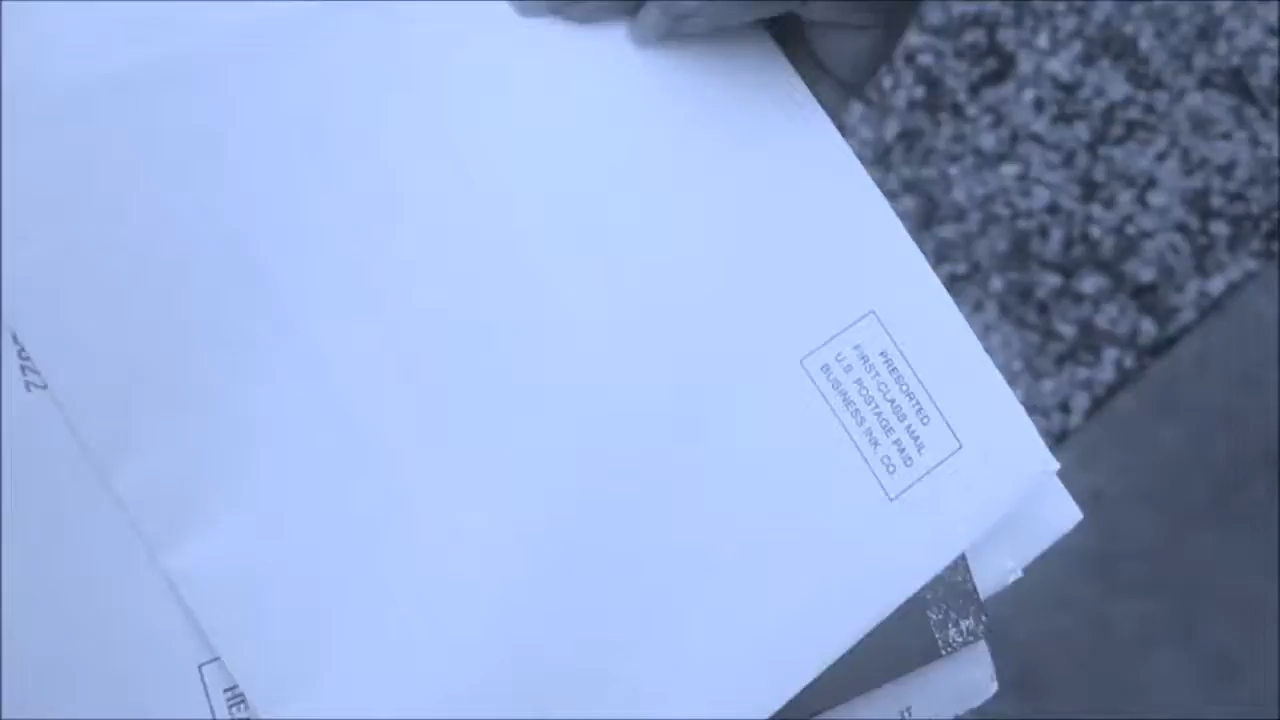 PRESORTED
FIRST-CLASS MAIL
U.S. POSTAGE PAID
BUSINESS INK, CO.